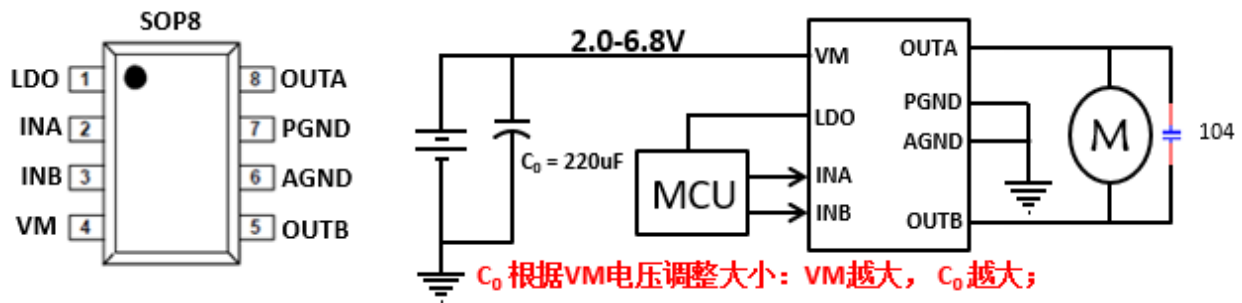 SOP8
LDO 1 8 OUTA
INA 2 7 PGND
INB 3 6 AGND
VM 4 5 OUTB
2.0-6.8V
C₀ = 220uF
MCU
VM
LDO
INA
INB
OUTA
PGND
AGND
OUTB
M
104
C₀ 根据VM电压调整大小：VM越大，C₀越大；